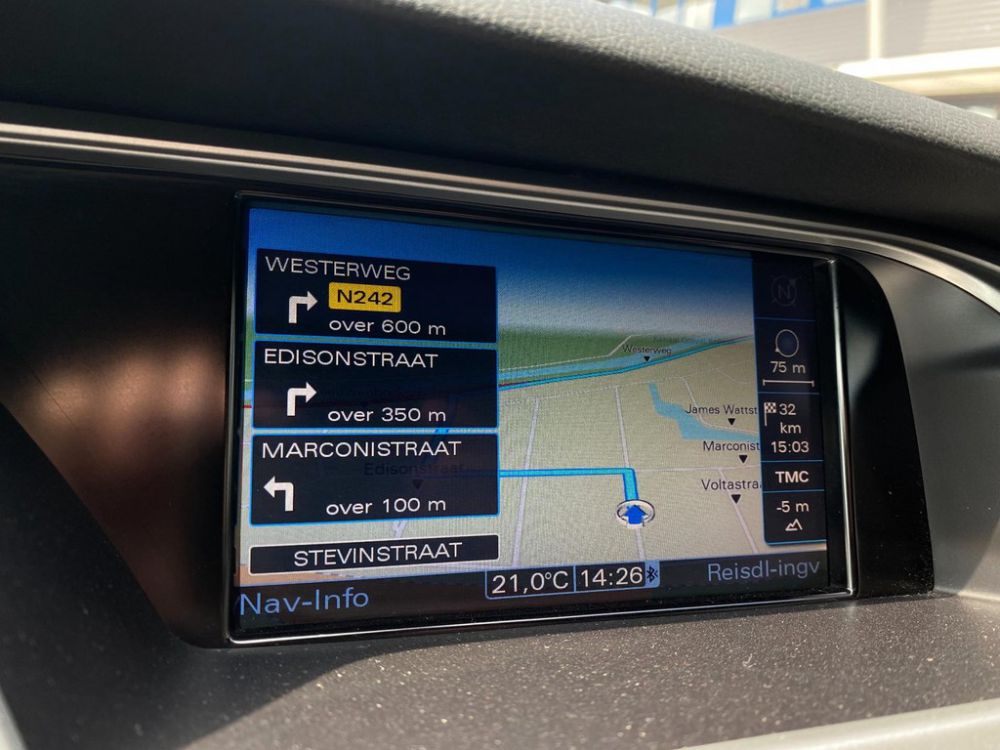 WESTERWEG
N242
over 600 m
EDISONSTRAAT
over 350 m
MARCONISTRAAT
over 100 m
STEVINSTRAAT
Edisonstraat
Westerweg
James Wattst
Marconist
Voltastraa
N
75 m
32
km
15:03
TMC
-5 m
Nav-Info
21,0°C
14:26
Reisdl-ingv